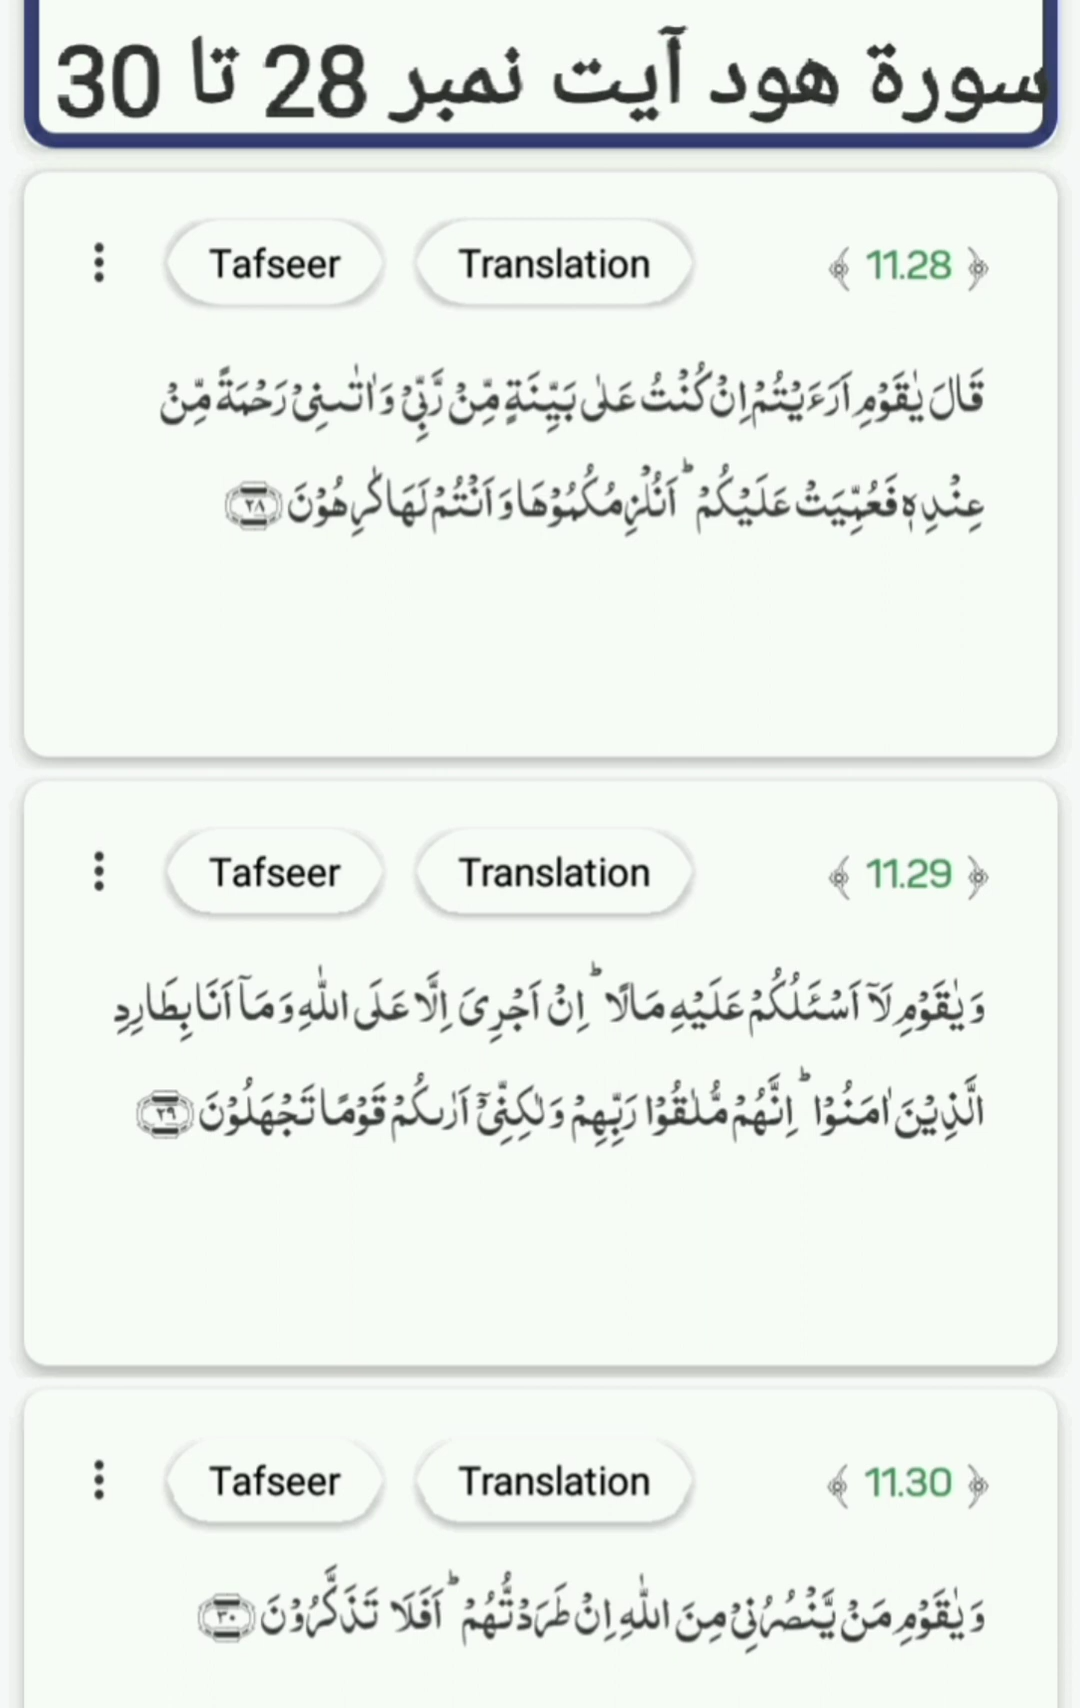 سورة هود آیت نمبر 28 تا 30
Tafseer Translation 11.28
قَالَ يٰقَوْمِ اَرَءَيْتُمْ اِنْ كُنْتُ عَلٰى بَيِّنَةٍ مِّنْ رَّبِّىْ وَاٰتٰىنِىْ رَحْمَةً مِّنْ
عِنْدِهٖ فَعُمِّيَتْ عَلَيْكُمْ ؕ اَنُلْزِمُكُمُوْهَا وَاَنْتُمْ لَهَا كٰرِهُوْنَ ﴿۲۸﴾
Tafseer Translation 11.29
وَيٰقَوْمِ لَاۤ اَسْئَلُكُمْ عَلَيْهِ مَالًا ؕ اِنْ اَجْرِىَ اِلَّا عَلَى اللّٰهِ وَمَاۤ اَنَا بِطَارِدِ
الَّذِيْنَ اٰمَنُوْا ؕ اِنَّهُمْ مُّلٰقُوْا رَبِّهِمْ وَلٰكِنِّىْۤ اَرٰىكُمْ قَوْمًا تَجْهَلُوْنَ ﴿۲۹﴾
Tafseer Translation 11.30
وَيٰقَوْمِ مَنْ يَّنْصُرُنِىْ مِنَ اللّٰهِ اِنْ طَرَدْتُّهُمْ ؕ اَفَلَا تَذَكَّرُوْنَ ﴿۳۰﴾